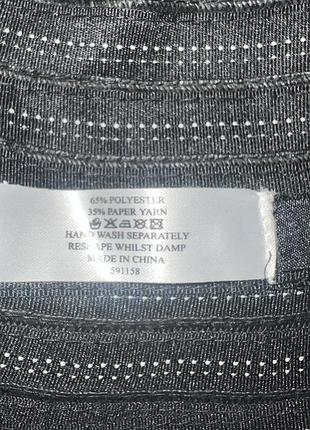 65% POLYESTER
35% PAPER YARN
HAND WASH SEPARATELY
RESHAPE WHILST DAMP
MADE IN CHINA
591158